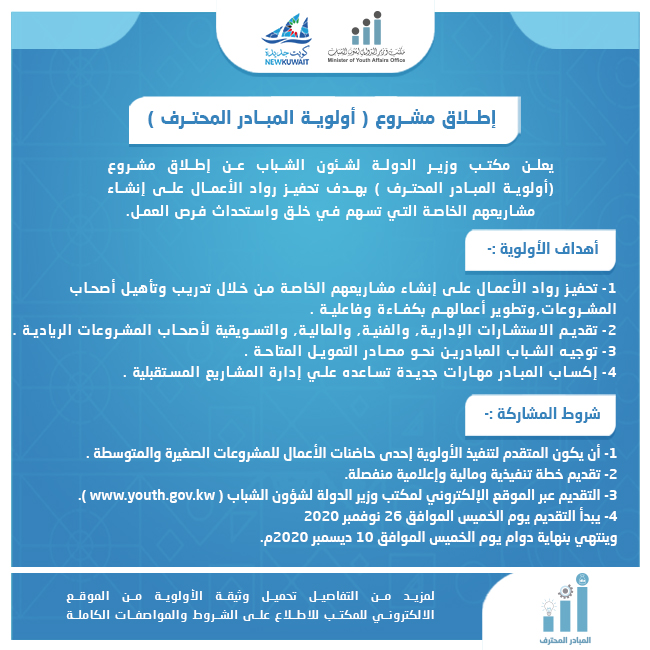 كويت جديدة
NEWKUWAIT
مكتب وزير الدولة لشئون الشباب
Minister of Youth Affairs Office
إطلاق مشروع ( أولوية المبادر المحترف )
يعلن مكتب وزير الدولة لشئون الشباب عن إطلاق مشروع
(أولوية المبادر المحترف ) بهدف تحفيز رواد الأعمال على إنشاء
مشاريعهم الخاصة التي تسهم في خلق واستحداث فرص العمل.
أهداف الأولوية :-
1- تحفيز رواد الأعمال على إنشاء مشاريعهم الخاصة من خلال تدريب وتأهيل أصحاب
المشروعات,وتطوير أعمالهم بكفاءة وفاعلية .
2- تقديم الاستشارات الإدارية, والفنية, والمالية, والتسويقية لأصحاب المشروعات الريادية .
3- توجيه الشباب المبادرين نحو مصادر التمويل المتاحة .
4- إكساب المبادر مهارات جديدة تساعده علي إدارة المشاريع المستقبلية .
شروط المشاركة :-
1- أن يكون المتقدم لتنفيذ الأولوية إحدى حاضنات الأعمال للمشروعات الصغيرة والمتوسطة .
2- تقديم خطة تنفيذية ومالية وإعلامية منفصلة.
3- التقديم عبر الموقع الإلكتروني لمكتب وزير الدولة لشؤون الشباب ( www.youth.gov.kw ).
4- يبدأ التقديم يوم الخميس الموافق 26 نوفمبر 2020
وينتهي بنهاية دوام يوم الخميس الموافق 10 ديسمبر 2020م.
لمزيد من التفاصيل تحميل وثيقة الأولوية من الموقع
الالكتروني للمكتب للاطلاع على الشروط والمواصفات الكاملة
المبادر المحترف